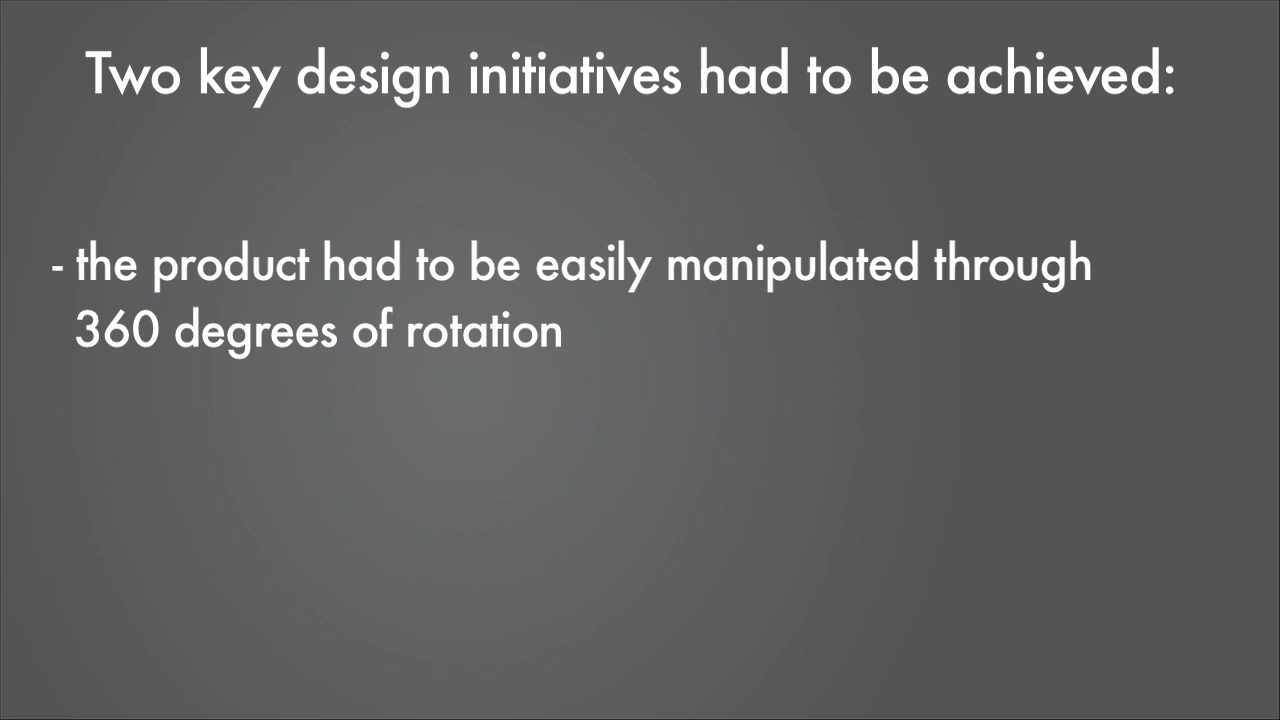 Two key design initiatives had to be achieved:
- the product had to be easily manipulated through
360 degrees of rotation